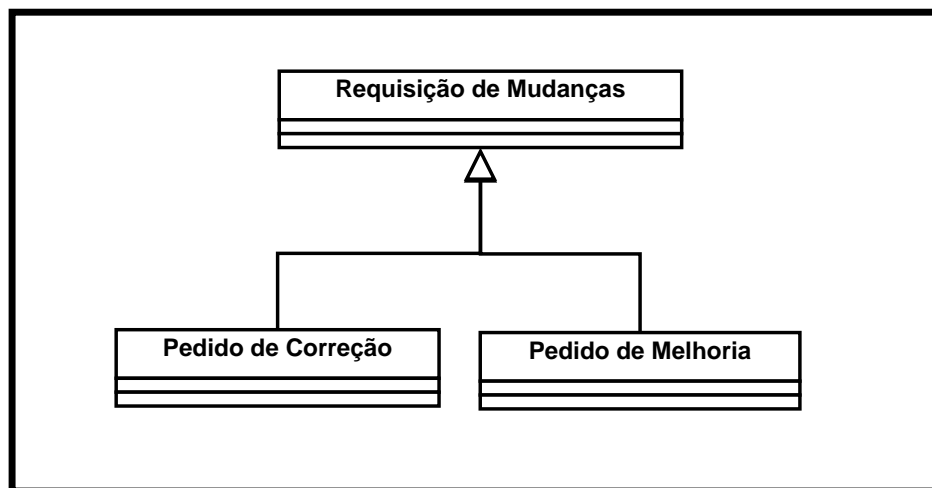 Requisição de Mudanças
Pedido de Correção
Pedido de Melhoria